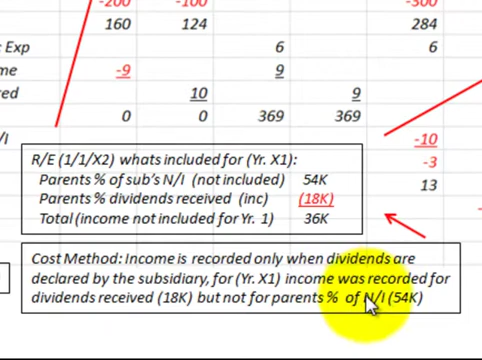 -200 -100 -300
160 124 284
Exp 6 6
-9 9
10 9
0 0 369 369
-10
-3
13
R/E (1/1/X2) whats included for (Yr. X1):
Parents % of sub's N/I (not included) 54K
Parents % dividends received (inc) (18K)
Total (income not included for Yr. 1) 36K
Cost Method: Income is recorded only when dividends are
declared by the subsidiary, for (Yr. X1) income was recorded for
dividends received (18K) but not for parents % of N/I (54K)